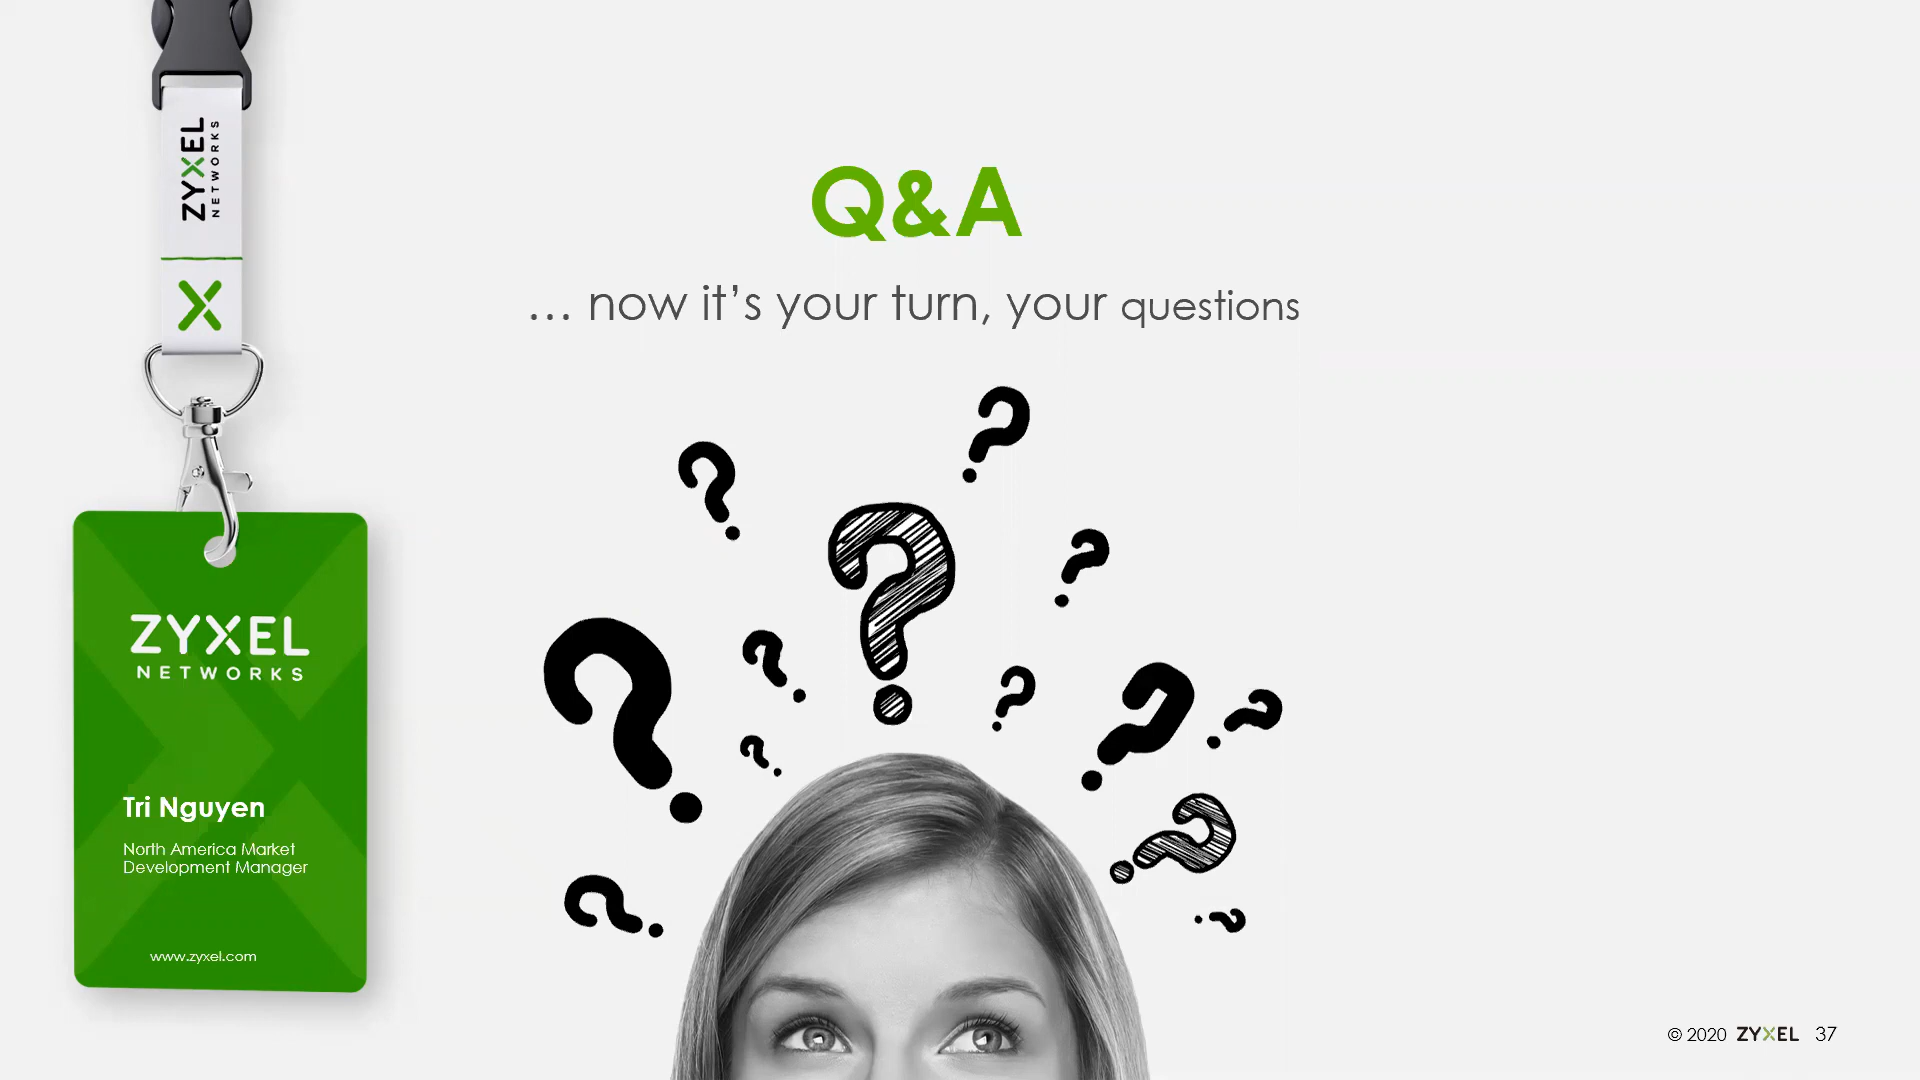 ZYXEL
NETWORKS
Q&A
... now it's your turn, your questions
ZYXEL
NETWORKS
Tri Nguyen
North America Market
Development Manager
www.zyxel.com
© 2020 ZYXEL 37